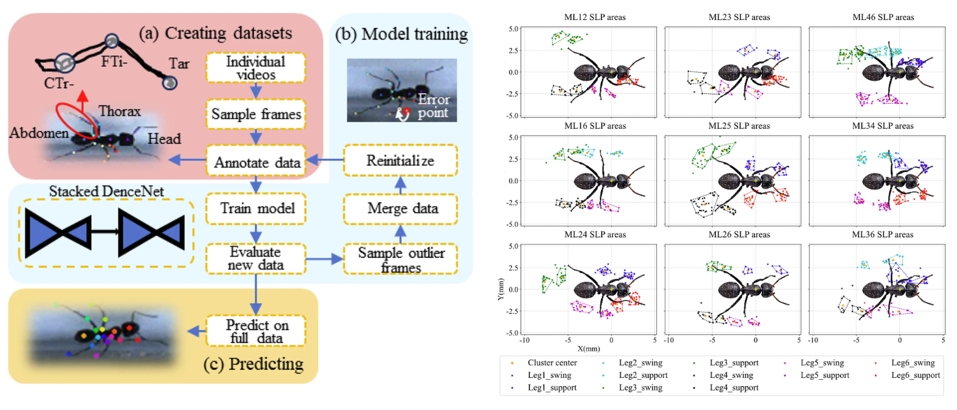 (a) Creating datasets
(b) Model training
FTi-
Tar
CTr-
Thorax
Abdomen
Head
Individual
videos
Sample frames
Annotate data
Error
point
Reinitialize
Stacked DenceNet
Train model
Merge data
Evaluate
new data
Sample outlier
frames
Predict on
full data
(c) Predicting
ML12 SLP areas
ML23 SLP areas
ML46 SLP areas
5.0
2.5
0.0
-2.5
-5.0
ML16 SLP areas
ML25 SLP areas
ML34 SLP areas
5.0
2.5
0.0
-2.5
-5.0
ML24 SLP areas
ML26 SLP areas
ML36 SLP areas
5.0
2.5
0.0
-2.5
-5.0
Y(mm)
-10 -5 0 5
-10 -5 0 5
-10 -5 0 5
X(mm)
Cluster center
Leg2_swing
Leg3_support
Leg5_swing
Leg6_swing
Leg1_swing
Leg2_support
Leg4_swing
Leg5_support
Leg6_support
Leg1_support
Leg3_swing
Leg4_support